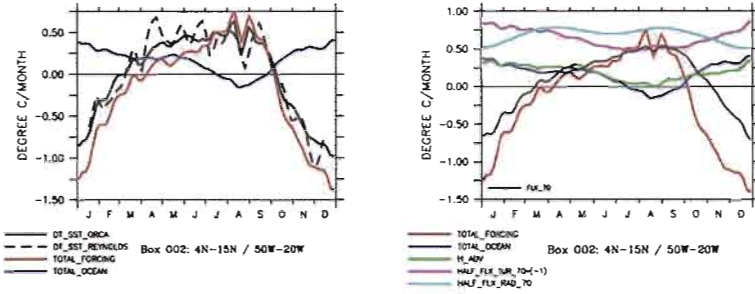 DEGREE C/MONTH
0.50
0.00
-0.50
-1.00
-1.50
J F M A M J J A S O N D
DT_SST_ORCA
DT_SST_REYNOLDS
TOTAL_FORCING
TOTAL_OCEAN
Box 002: 4N-15N / 50W-20W
DEGREE C/MONTH
1.00
0.50
0.00
-0.50
-1.00
-1.50
FLX_70
J F M A M J J A S O N D
TOTAL_FORCING
TOTAL_OCEAN
H_ADV
HALF_FLX_TUR_70*(-1)
HALF_FLX_RAD_70
Box 002: 4N-15N / 50W-20W